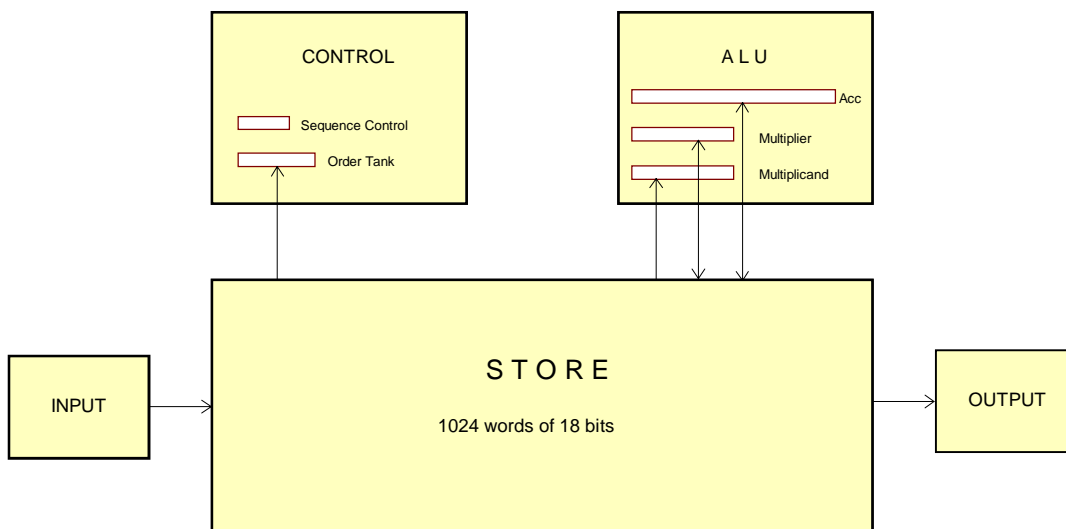 CONTROL
Sequence Control
Order Tank
A L U
Acc
Multiplier
Multiplicand
S T O R E
1024 words of 18 bits
INPUT
OUTPUT